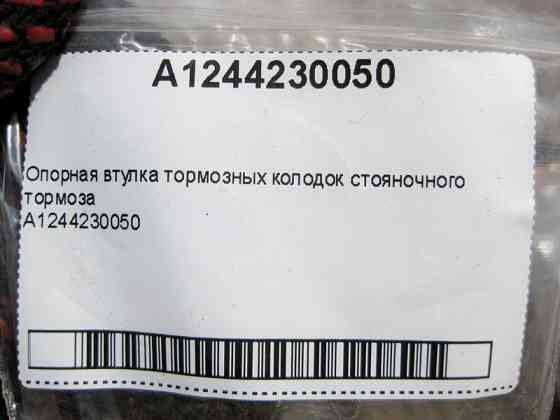 A1244230050
Опорная втулка тормозных колодок стояночного
тормоза
A1244230050